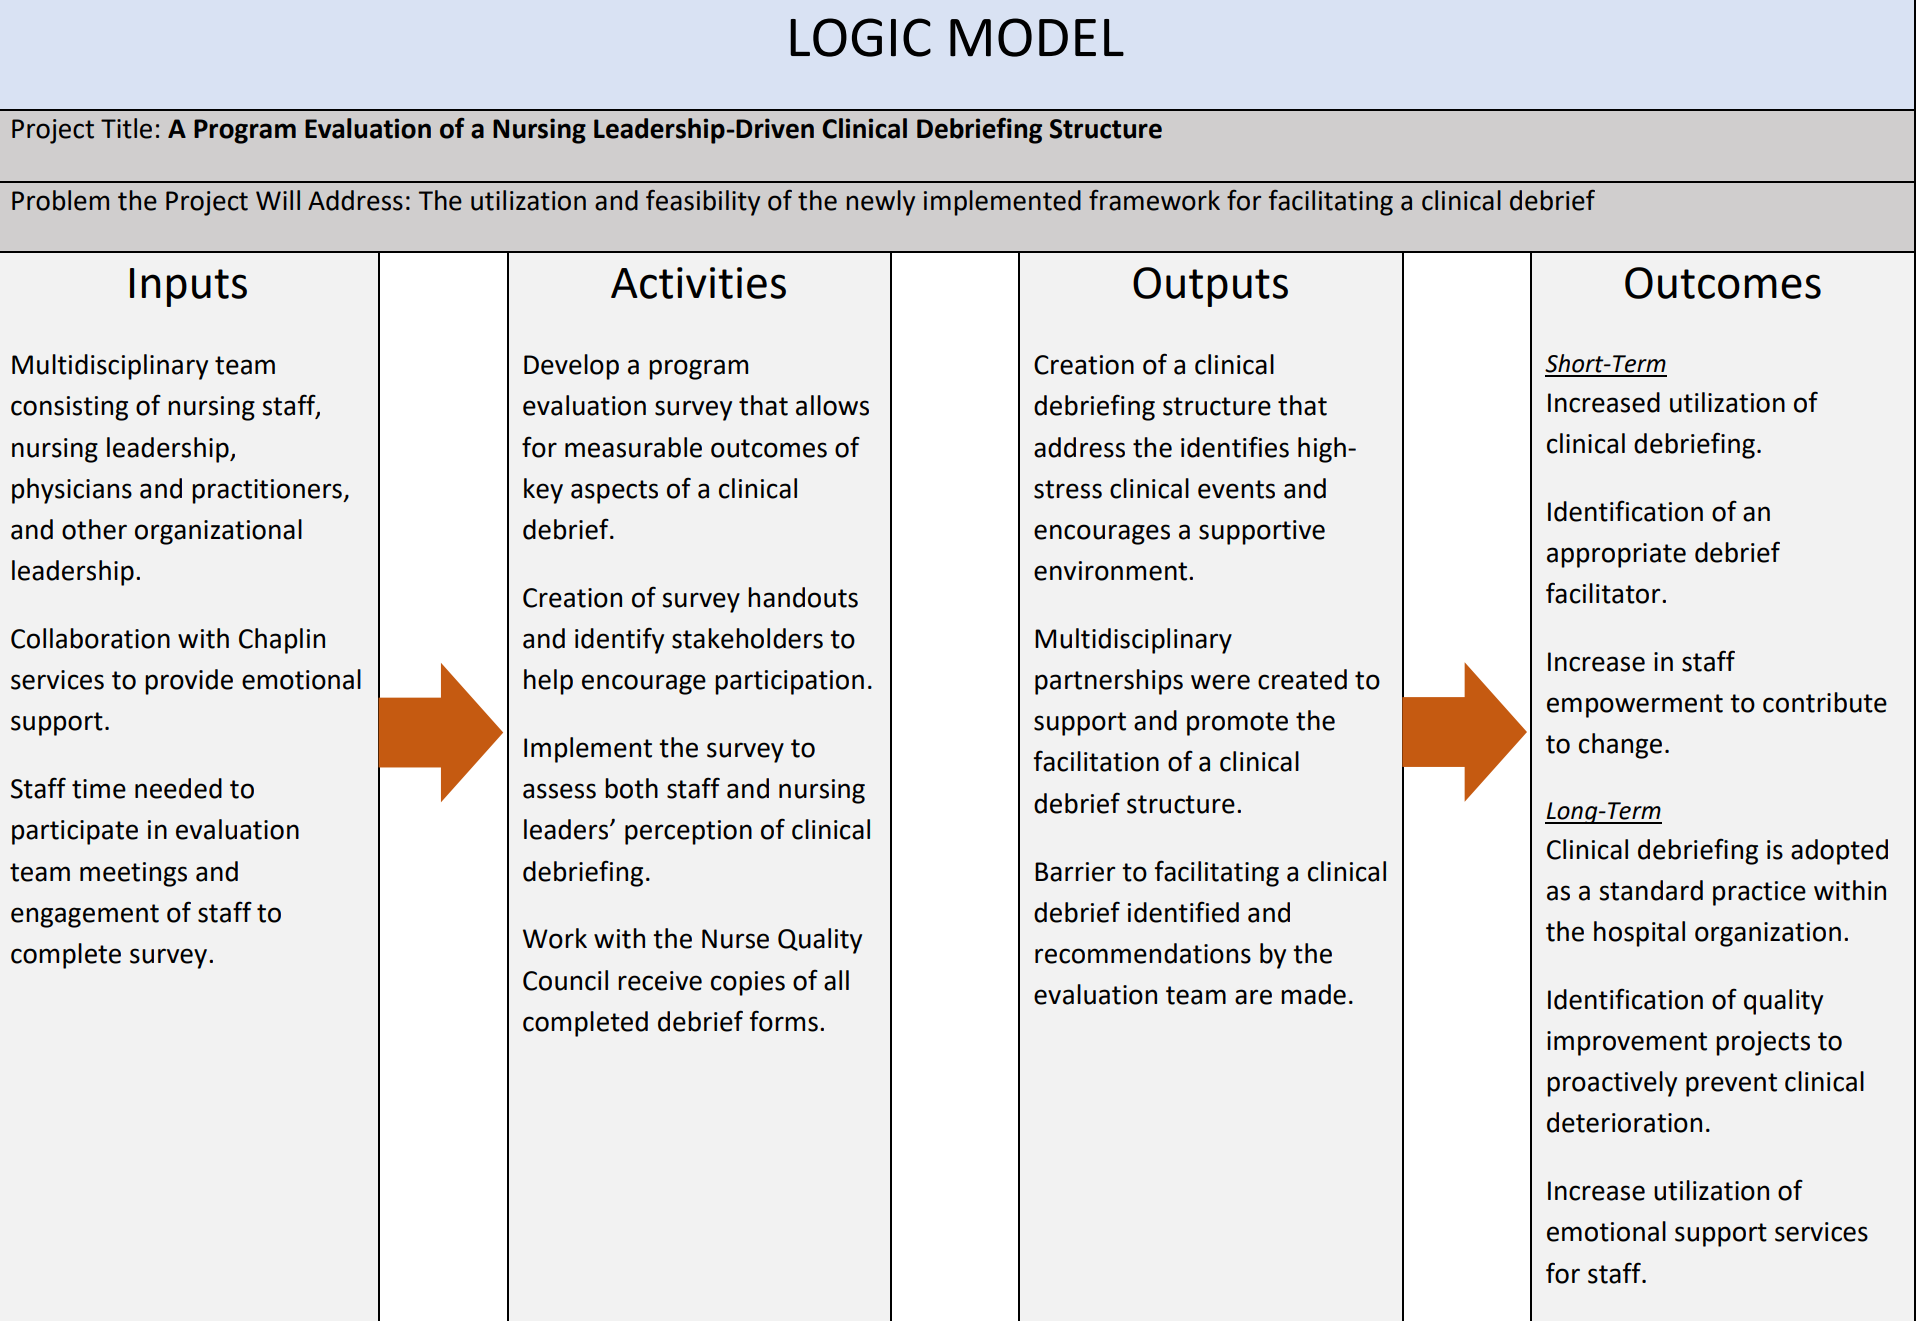 LOGIC MODEL
Project Title: A Program Evaluation of a Nursing Leadership-Driven Clinical Debriefing Structure
Problem the Project Will Address: The utilization and feasibility of the newly implemented framework for facilitating a clinical debrief
Inputs
Multidisciplinary team
consisting of nursing staff,
nursing leadership,
physicians and practitioners,
and other organizational
leadership.
Collaboration with Chaplin
services to provide emotional
support.
Staff time needed to
participate in evaluation
team meetings and
engagement of staff to
complete survey.
Activities
Develop a program
evaluation survey that allows
for measurable outcomes of
key aspects of a clinical
debrief.
Creation of survey handouts
and identify stakeholders to
help encourage participation.
Implement the survey to
assess both staff and nursing
leaders’ perception of clinical
debriefing.
Work with the Nurse Quality
Council receive copies of all
completed debrief forms.
Outputs
Creation of a clinical
debriefing structure that
address the identifies high-
stress clinical events and
encourages a supportive
environment.
Multidisciplinary
partnerships were created to
support and promote the
facilitation of a clinical
debrief structure.
Barrier to facilitating a clinical
debrief identified and
recommendations by the
evaluation team are made.
Outcomes
Short-Term
Increased utilization of
clinical debriefing.
Identification of an
appropriate debrief
facilitator.
Increase in staff
empowerment to contribute
to change.
Long-Term
Clinical debriefing is adopted
as a standard practice within
the hospital organization.
Identification of quality
improvement projects to
proactively prevent clinical
deterioration.
Increase utilization of
emotional support services
for staff.